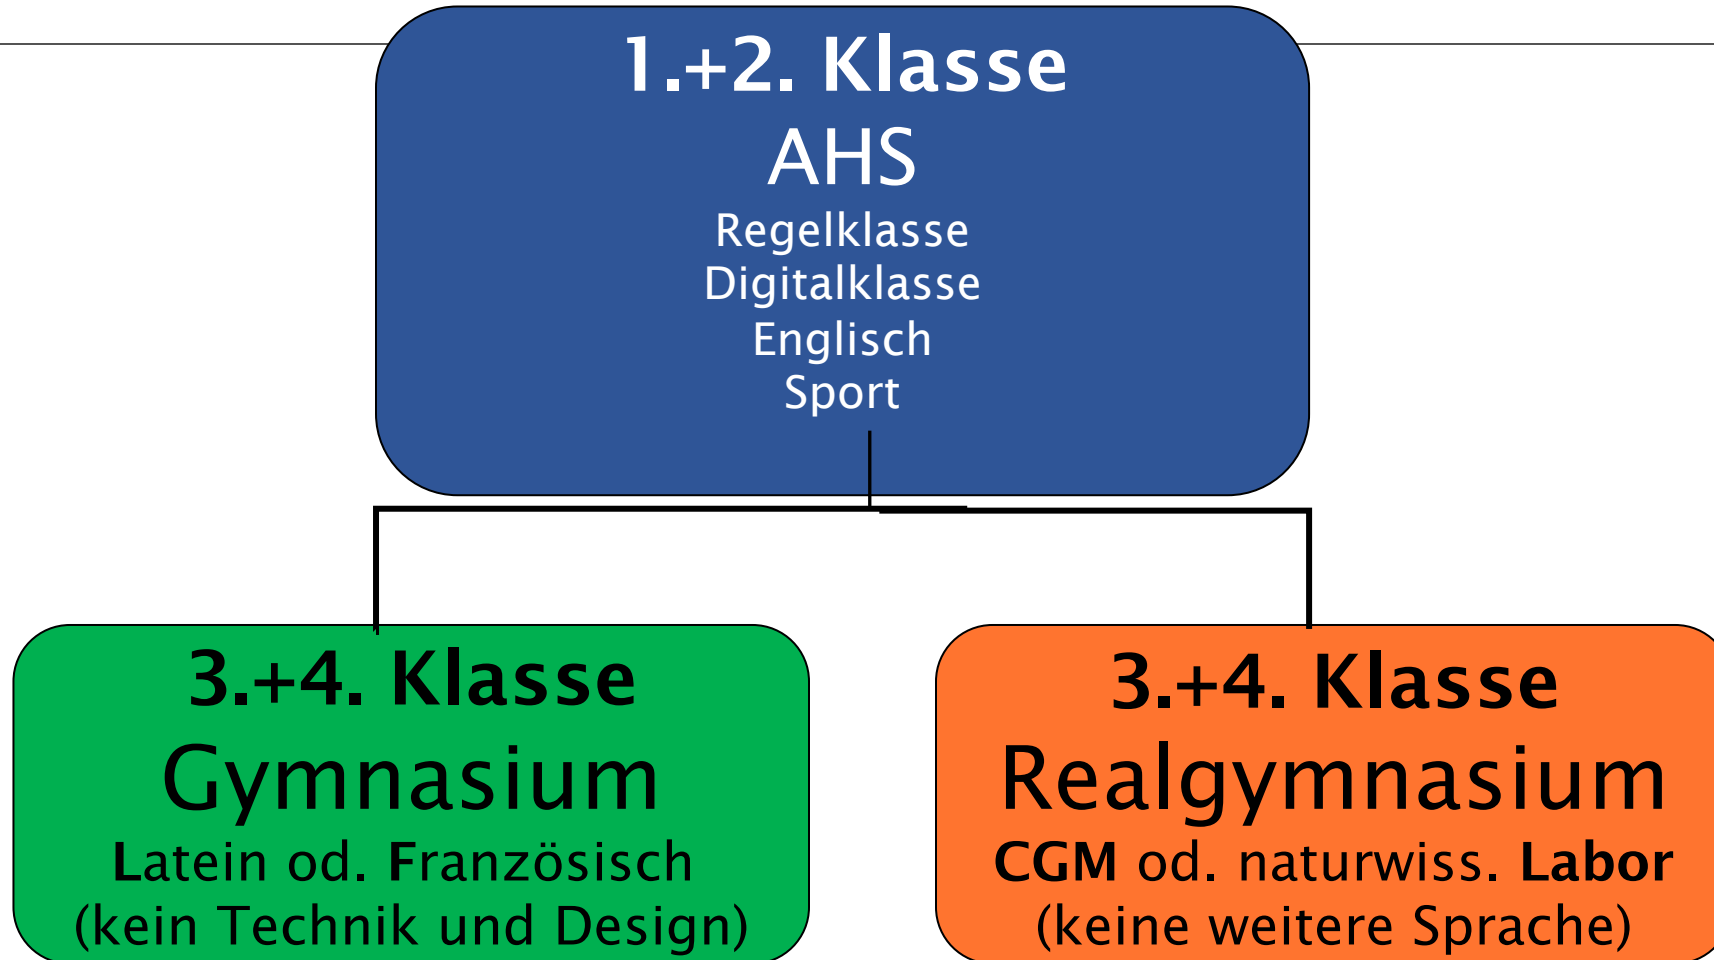 1.+2. Klasse
AHS
Regelklasse
Digitalklasse
Englisch
Sport
3.+4. Klasse
Gymnasium
Latein od. Französisch
(kein Technik und Design)
3.+4. Klasse
Realgymnasium
CGM od. naturwiss. Labor
(keine weitere Sprache)